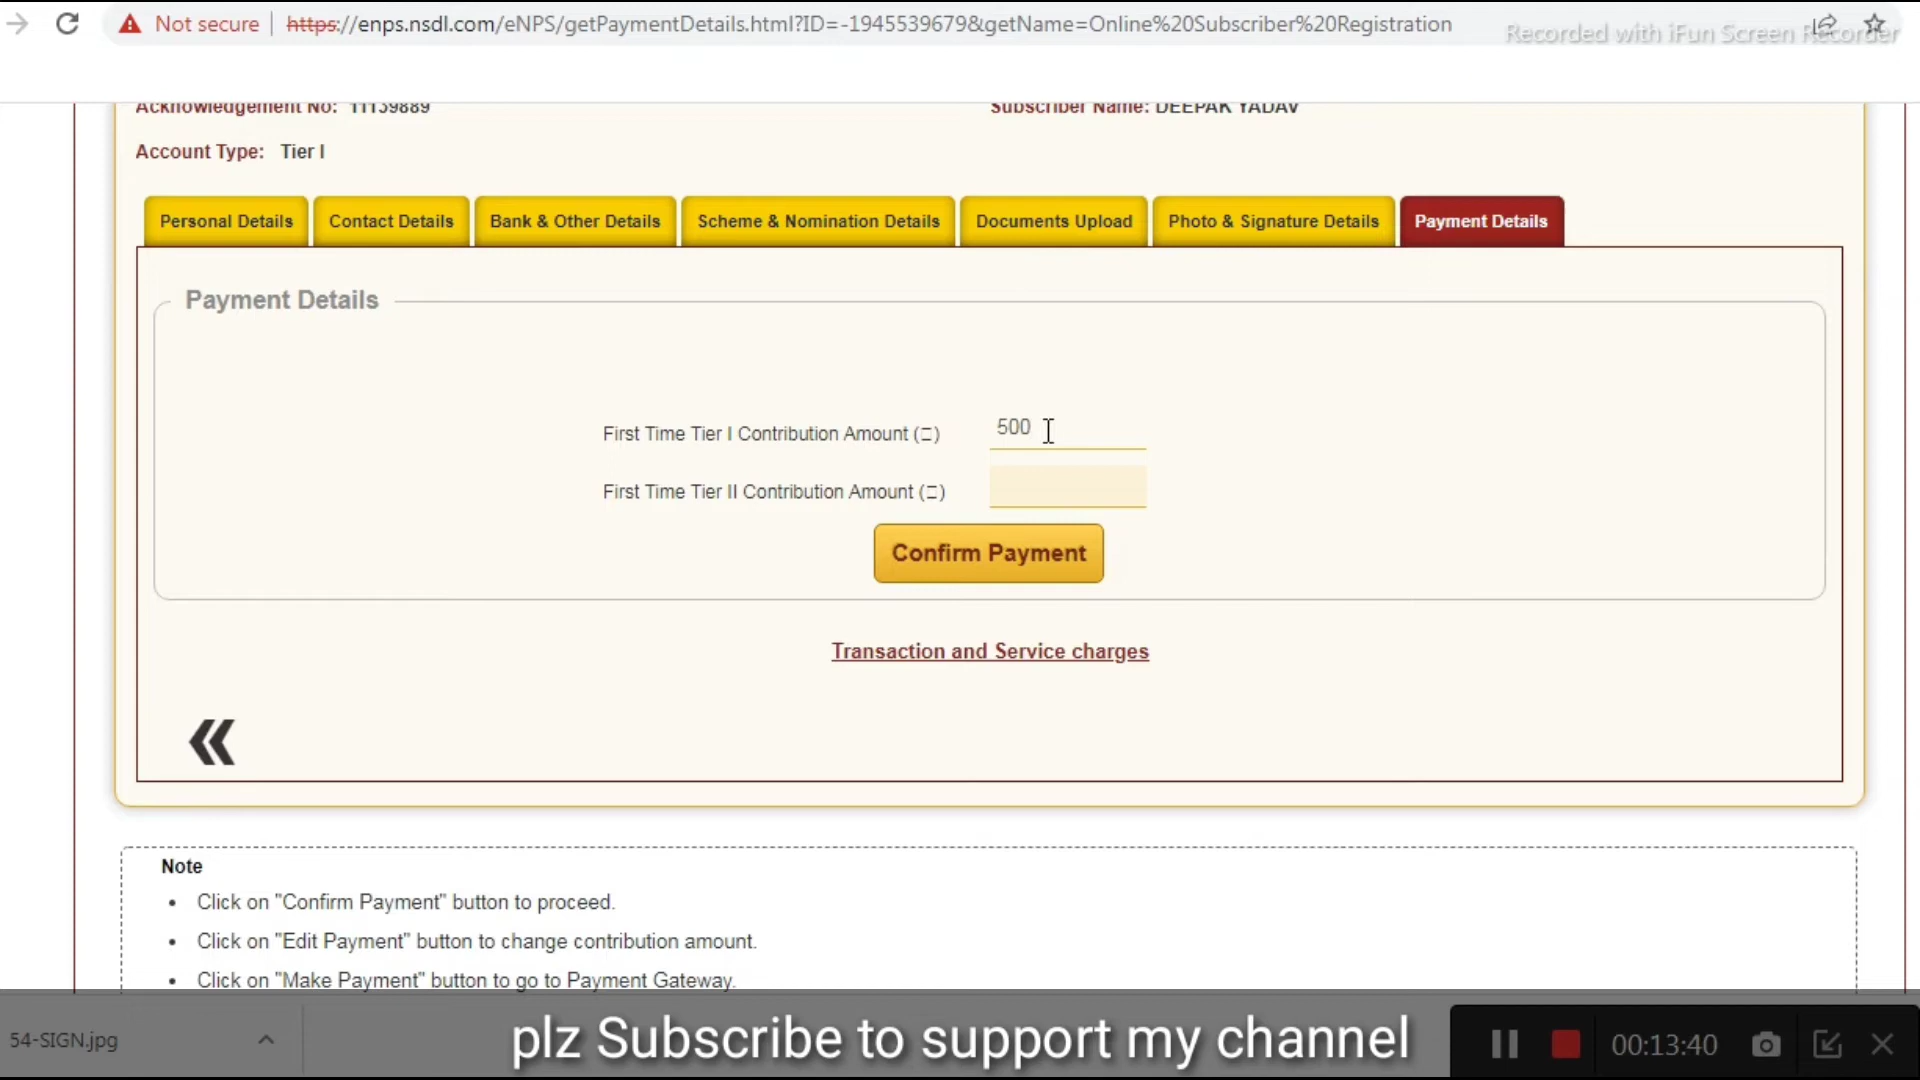 Not secure | https://enps.nsdl.com/eNPS/getPaymentDetails.html?ID=-1945539679&getName=Online%20Subscriber%20Registration
Recorded with iFun Screen Recorder
Acknowledgement No: 11139889 Subscriber Name: DEEPAK YADAV
Account Type: Tier I
Personal Details Contact Details Bank & Other Details Scheme & Nomination Details Documents Upload Photo & Signature Details Payment Details
Payment Details
First Time Tier I Contribution Amount (□) 500
First Time Tier II Contribution Amount (□)
Confirm Payment
Transaction and Service charges
Note
• Click on "Confirm Payment" button to proceed.
• Click on "Edit Payment" button to change contribution amount.
• Click on "Make Payment" button to go to Payment Gateway.
54-SIGN.jpg
plz Subscribe to support my channel
00:13:40